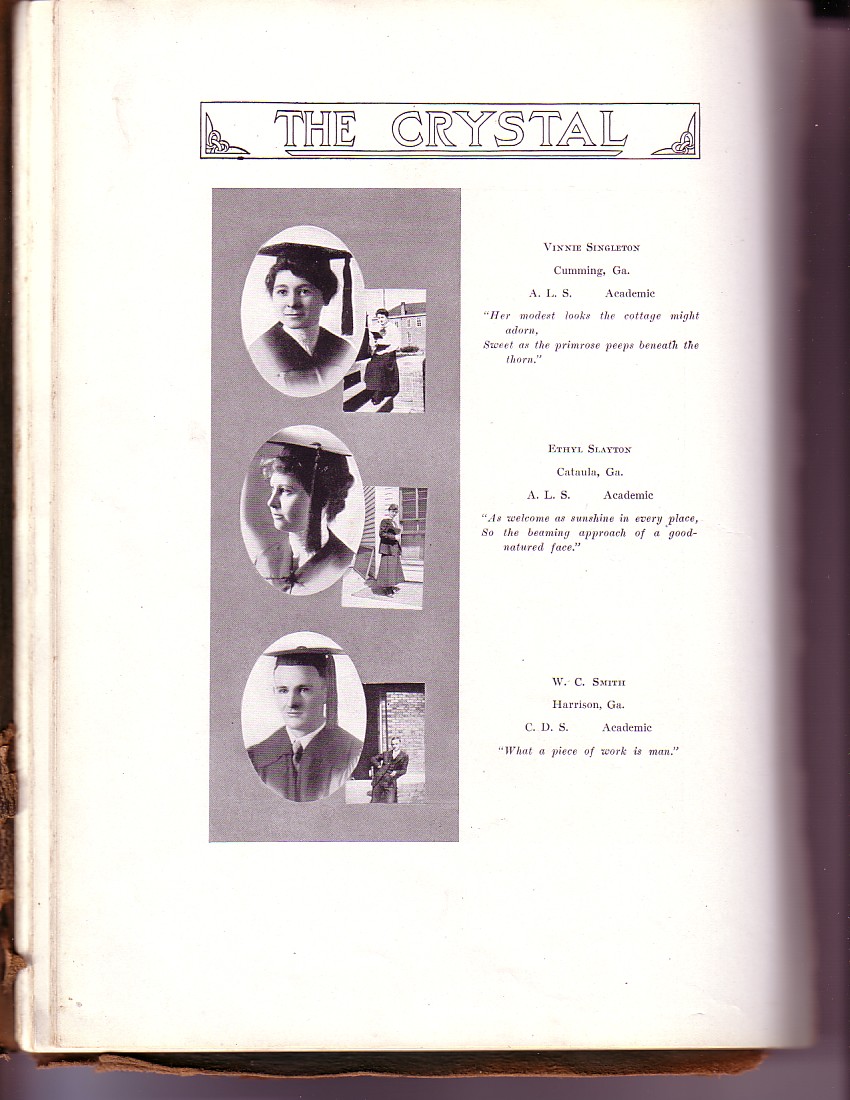 THE CRYSTAL
Vinnie Singleton
Cumming, Ga.
A. L. S. Academic
"Her modest looks the cottage might
adorn,
Sweet as the primrose peeps beneath the
thorn."
Ethyl Slayton
Cataula, Ga.
A. L. S. Academic
"As welcome as sunshine in every place,
So the beaming approach of a good-
natured face."
W. C. Smith
Harrison, Ga.
C. D. S. Academic
"What a piece of work is man."